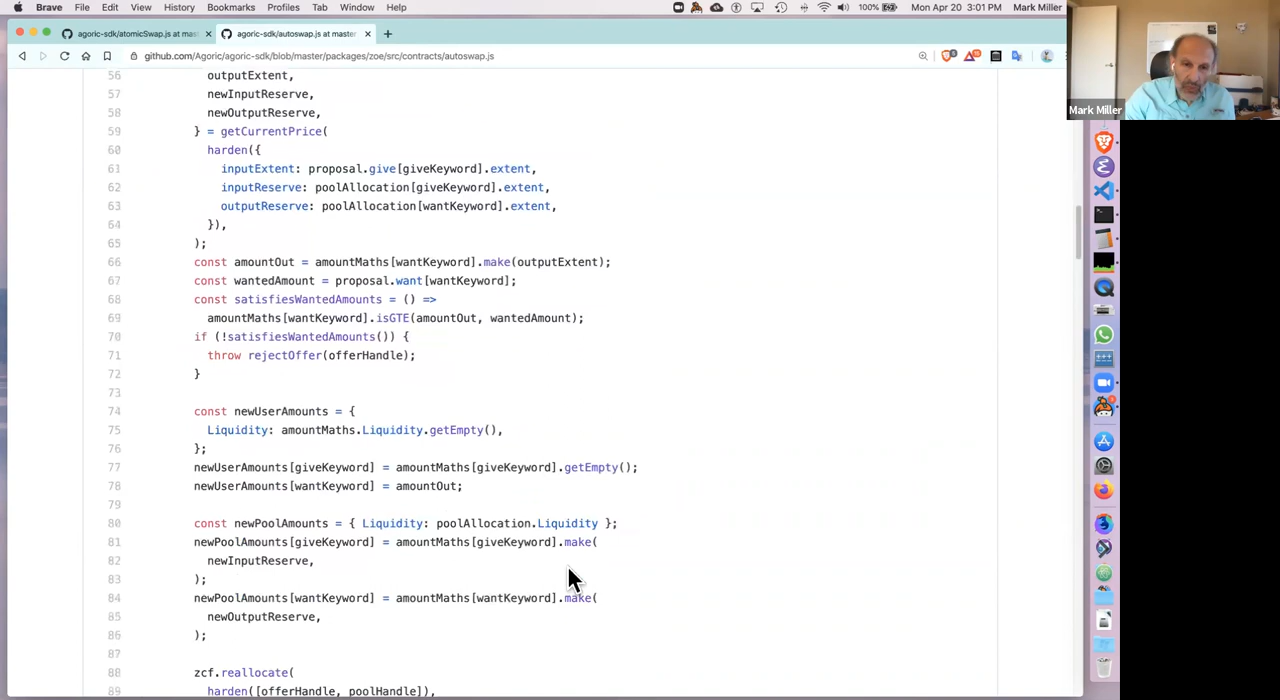 Brave File Edit View History Bookmarks Profiles Tab Window Help 100% Mon Apr 20 3:01 PM Mark Miller
agoric-sdk/atomicSwap.js at mas
agoric-sdk/autoswap.js at master
github.com/Agoric/agoric-sdk/blob/master/packages/zoe/src/contracts/autoswap.js
Mark Miller
56 outputExtent,
57 newInputReserve,
58 newOutputReserve,
59 } = getCurrentPrice(
60 harden({
61 inputExtent: proposal.give[giveKeyword].extent,
62 inputReserve: poolAllocation[giveKeyword].extent,
63 outputReserve: poolAllocation[wantKeyword].extent,
64 }),
65 );
66 const amountOut = amountMaths[wantKeyword].make(outputExtent);
67 const wantedAmount = proposal.want[wantKeyword];
68 const satisfiesWantedAmounts = () =>
69 amountMaths[wantKeyword].isGTE(amountOut, wantedAmount);
70 if (!satisfiesWantedAmounts()) {
71 throw rejectOffer(offerHandle);
72 }
73
74 const newUserAmounts = {
75 Liquidity: amountMaths.Liquidity.getEmpty(),
76 };
77 newUserAmounts[giveKeyword] = amountMaths[giveKeyword].getEmpty();
78 newUserAmounts[wantKeyword] = amountOut;
79
80 const newPoolAmounts = { Liquidity: poolAllocation.Liquidity };
81 newPoolAmounts[giveKeyword] = amountMaths[giveKeyword].make(
82 newInputReserve,
83 );
84 newPoolAmounts[wantKeyword] = amountMaths[wantKeyword].make(
85 newOutputReserve,
86 );
87
88 zcf.reallocate(
89 harden([offerHandle, poolHandle]),